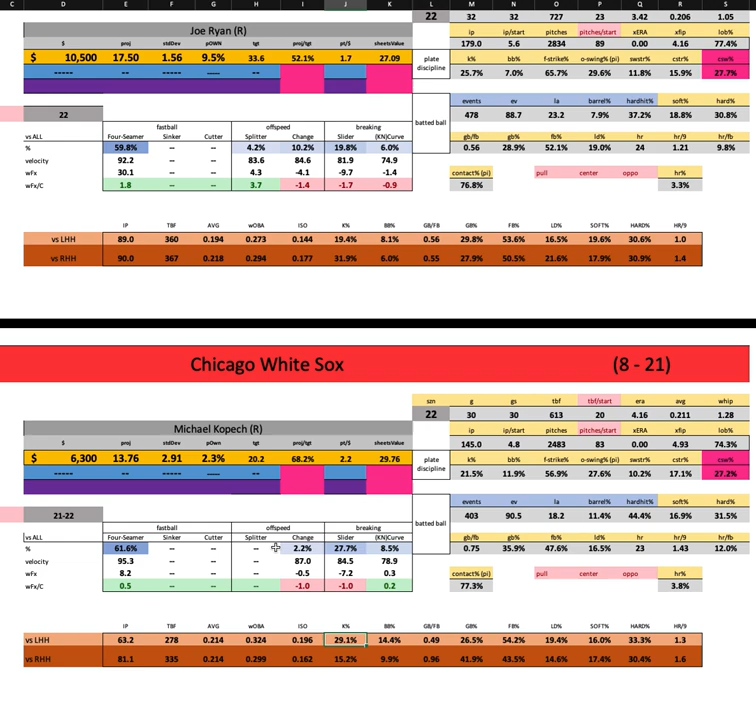 C D E F G H I J K L M N O P Q R S
22 32 32 727 23 3.42 0.206 1.05
Joe Ryan (R) ip ip/start pitches pitches/start xERA xfip lob%
$ proj stdDev pOWN tgt proj/tgt pt/$ sheetsValue 179.0 5.6 2834 89 0.00 4.16 77.4%
$ 10,500 17.50 1.56 9.5% 33.6 52.1% 1.7 27.09 plate discipline k% bb% f-strike% o-swing% (pi) swstr% cstr% csw%
----- -- -- — -- 25.7% 7.0% 65.7% 29.6% 11.8% 15.9% 27.7%
events ev la barrel% hardhit% soft% hard%
22 batted ball 478 88.7 23.2 7.9% 37.2% 18.8% 30.8%
fastball offspeed breaking
vs ALL Four-Seamer Sinker Cutter Splitter Change Slider (KN)Curve gb/fb gb% fb% ld% hr hr/9 hr/fb
% 59.8% -- -- 4.2% 10.2% 19.8% 6.0% 0.56 28.9% 52.1% 19.0% 24 1.21 9.8%
velocity 92.2 -- -- 83.6 84.6 81.9 74.9
wFx 30.1 -- -- 4.3 -4.1 -9.7 -1.4 contact% (pi) pull center oppo hr%
wFx/C 1.8 -- -- 3.7 -1.4 -1.7 -0.9 76.8% 3.3%
IP TBF AVG wOBA ISO K% BB% GB/FB GB% FB% LD% SOFT% HARD% HR/9
vs LHH 89.0 360 0.194 0.273 0.144 19.4% 8.1% 0.56 29.8% 53.6% 16.5% 19.6% 30.6% 1.0
vs RHH 90.0 367 0.218 0.294 0.177 31.9% 6.0% 0.55 27.9% 50.5% 21.6% 17.9% 30.9% 1.4
Chicago White Sox (8 - 21)
szn g gs tbf tbf/start era avg whip
22 30 30 613 20 4.16 0.211 1.28
Michael Kopech (R) ip ip/start pitches pitches/start xERA xfip lob%
$ proj stdDev pOwn tgt proj/tgt pt/$ sheetsValue 145.0 4.8 2483 83 0.00 4.93 74.3%
$ 6,300 13.76 2.91 2.3% 20.2 68.2% 2.2 29.76 plate discipline k% bb% f-strike% o-swing% (pi) swstr% cstr% csw%
----- -- -- — -- 21.5% 11.9% 56.9% 27.6% 10.2% 17.1% 27.2%
events ev la barrel% hardhit% soft% hard%
21-22 batted ball 403 90.5 18.2 11.4% 44.4% 16.9% 31.5%
fastball offspeed breaking
vs ALL Four-Seamer Sinker Cutter Splitter Change Slider (KN)Curve gb/fb gb% fb% ld% hr hr/9 hr/fb
% 61.6% -- -- -- 2.2% 27.7% 8.5% 0.75 35.9% 47.6% 16.5% 23 1.43 12.0%
velocity 95.3 -- -- -- 87.0 84.5 78.9
wFx 8.2 -- -- -- -0.5 -7.2 0.3 contact% (pi) pull center oppo hr%
wFx/C 0.5 -- -- -- -1.0 -1.0 0.2 77.3% 3.8%
IP TBF AVG wOBA ISO K% BB% GB/FB GB% FB% LD% SOFT% HARD% HR/9
vs LHH 63.2 278 0.214 0.324 0.196 29.1% 14.4% 0.49 26.5% 54.2% 19.4% 16.0% 33.3% 1.3
vs RHH 81.1 335 0.214 0.299 0.162 15.2% 9.9% 0.96 41.9% 43.5% 14.6% 17.4% 30.4% 1.6